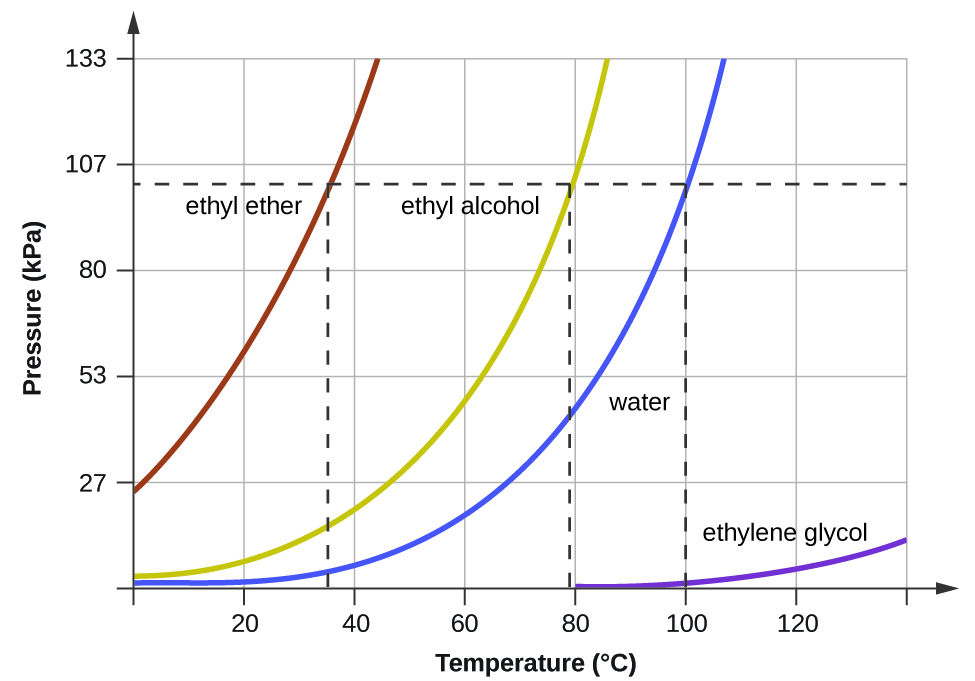 133
107
ethyl ether
ethyl alcohol
80
53
water
27
ethylene glycol
20 40 60 80 100 120
Temperature (°C)
Pressure (kPa)